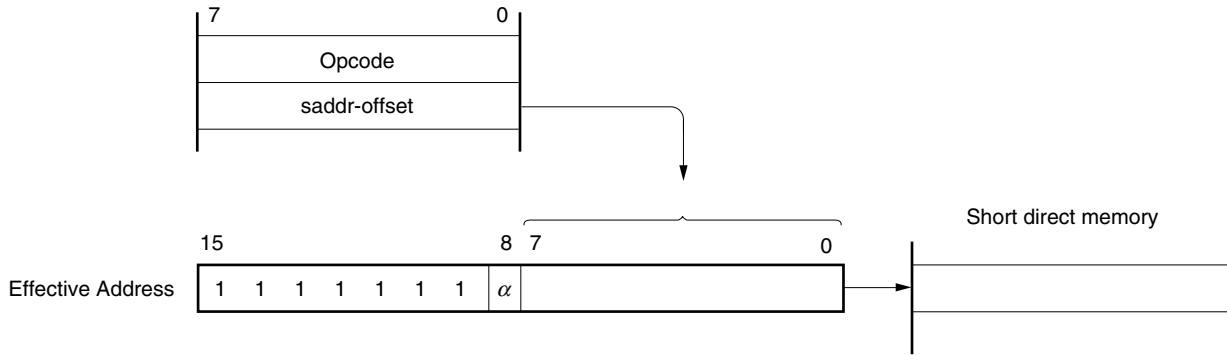 7 0
Opcode
saddr-offset
Short direct memory
15 8 7 0
Effective Address 1 1 1 1 1 1 1 α